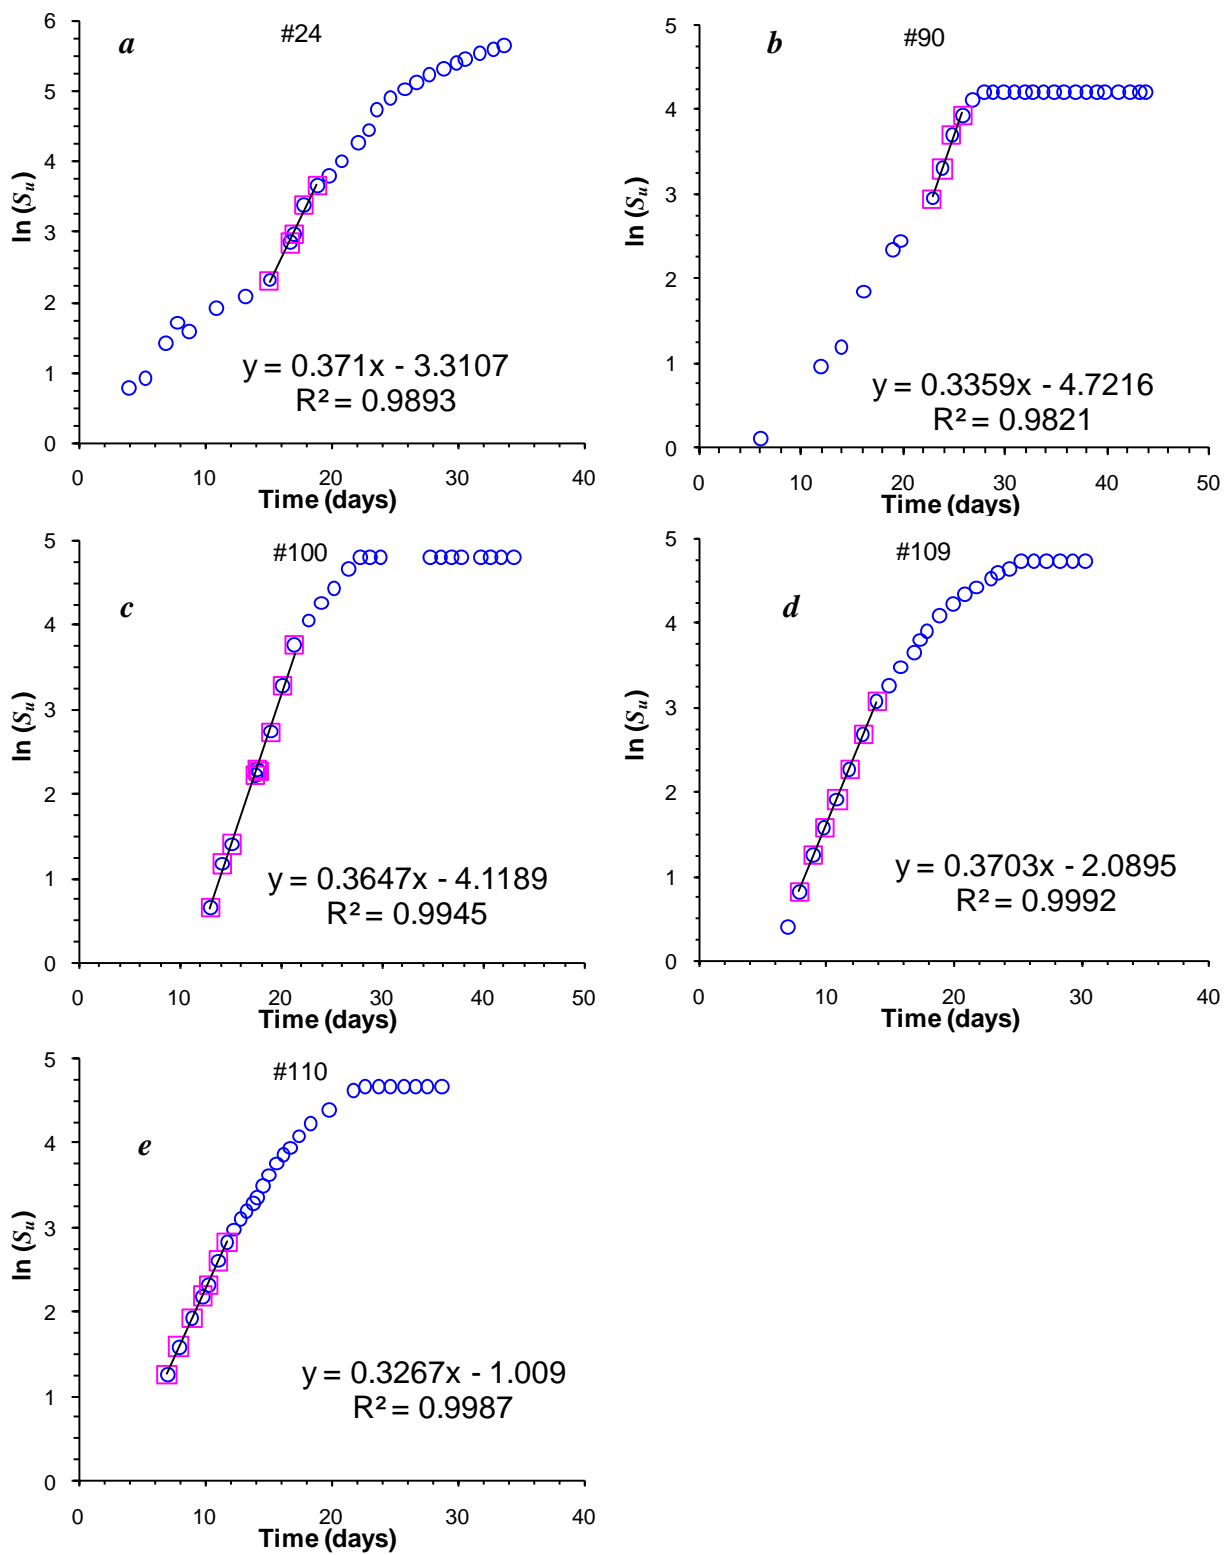 a
#24
6
5
4
3
2
1
0
ln (Su)
y = 0.371x - 3.3107
R² = 0.9893
0 10 20 30 40
Time (days)
b
#90
5
4
3
2
1
0
ln (Su)
y = 0.3359x - 4.7216
R² = 0.9821
0 10 20 30 40 50
Time (days)
c
#100
5
4
3
2
1
0
ln (Su)
y = 0.3647x - 4.1189
R² = 0.9945
0 10 20 30 40 50
Time (days)
d
#109
5
4
3
2
1
0
ln (Su)
y = 0.3703x - 2.0895
R² = 0.9992
0 10 20 30 40
Time (days)
e
#110
5
4
3
2
1
0
ln (Su)
y = 0.3267x - 1.009
R² = 0.9987
0 10 20 30 40
Time (days)